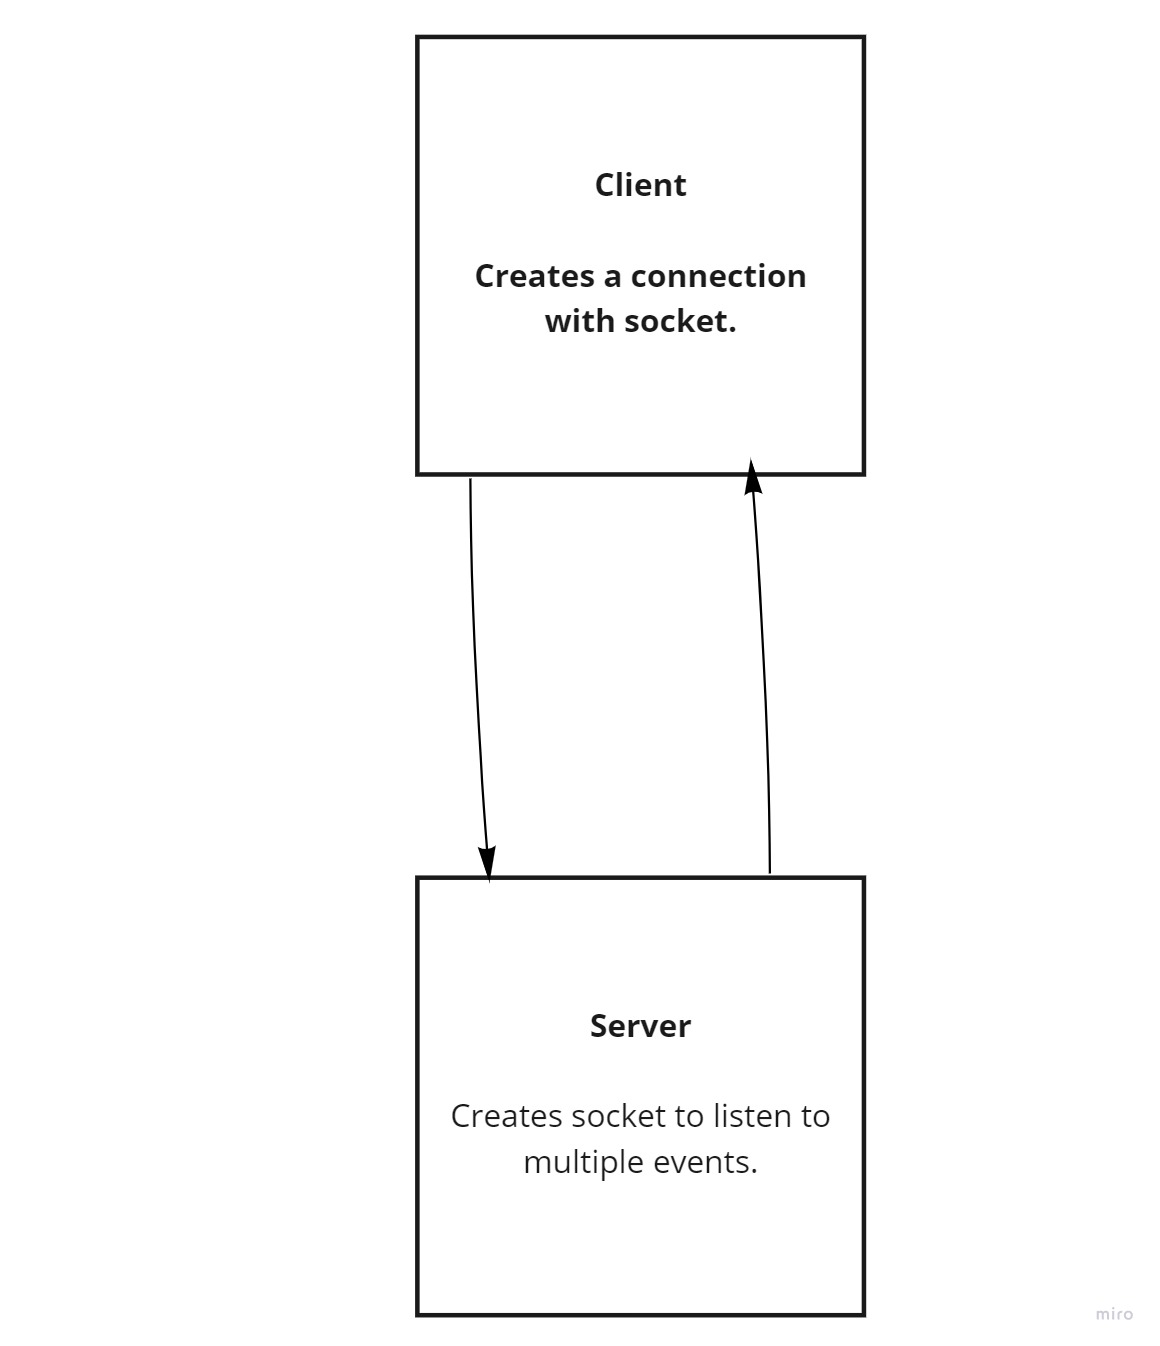 Client
Creates a connection
with socket.
Server
Creates socket to listen to
multiple events.
miro